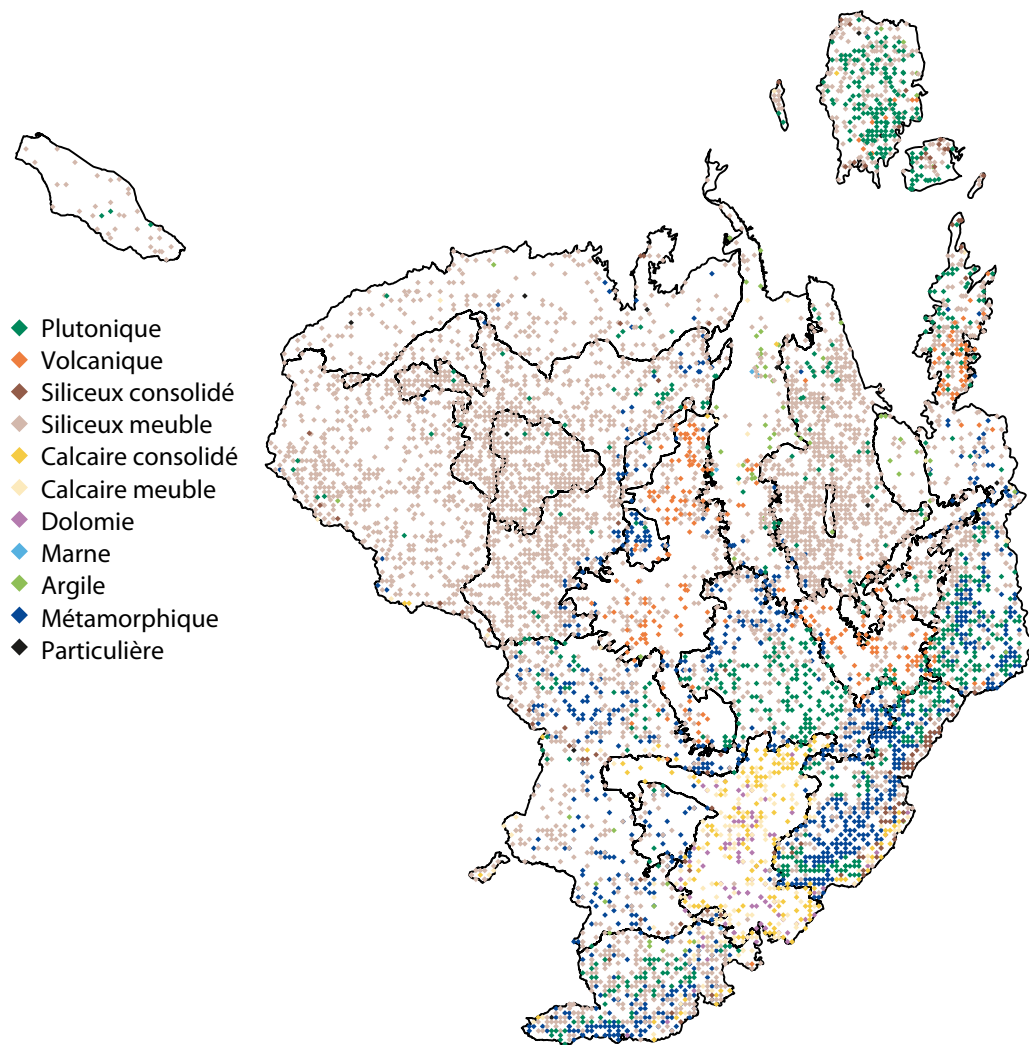 Plutonique
Volcanique
Siliceux consolidé
Siliceux meuble
Calcaire consolidé
Calcaire meuble
Dolomie
Marne
Argile
Métamorphique
Particulière